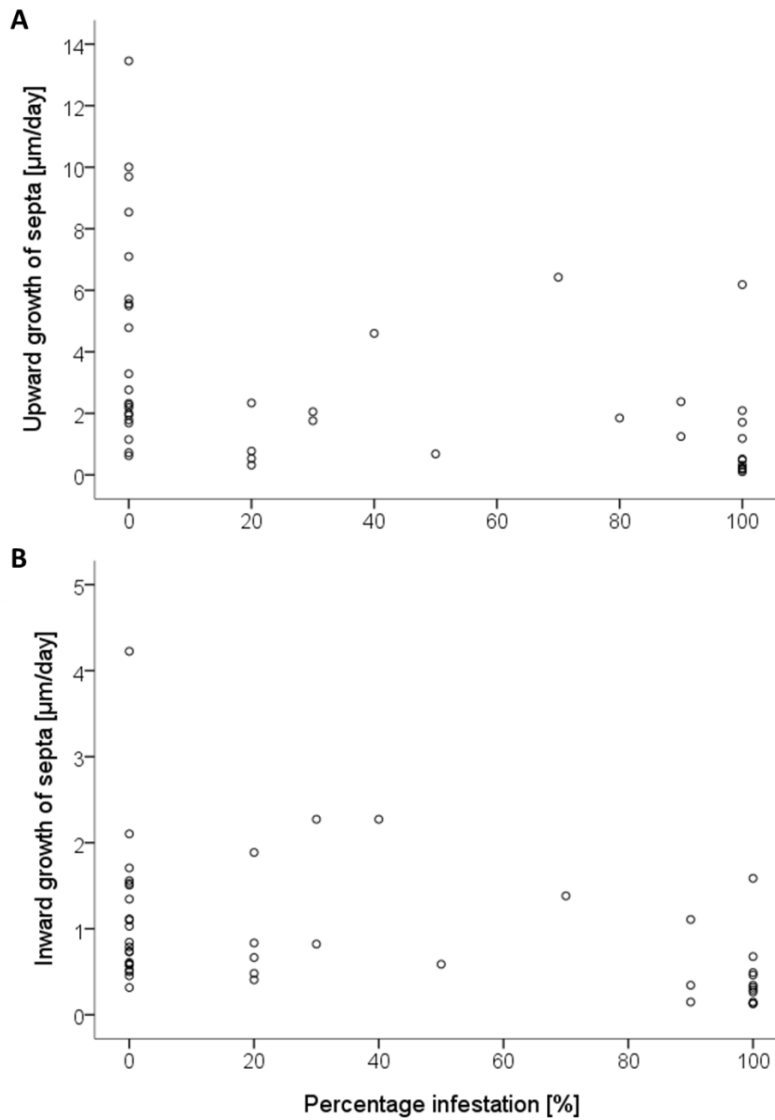 A
Upward growth of septa [µm/day]
14
12
10
8
6
4
2
0
0 20 40 60 80 100
B
Inward growth of septa [µm/day]
5
4
3
2
1
0
0 20 40 60 80 100
Percentage infestation [%]